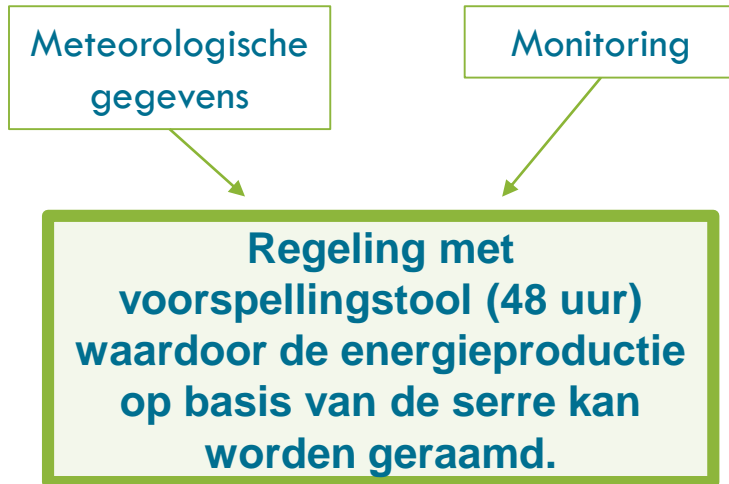 Meteorologische
gegevens
Monitoring
Regeling met
voorspellingstool (48 uur)
waardoor de energieproductie
op basis van de serre kan
worden geraamd.